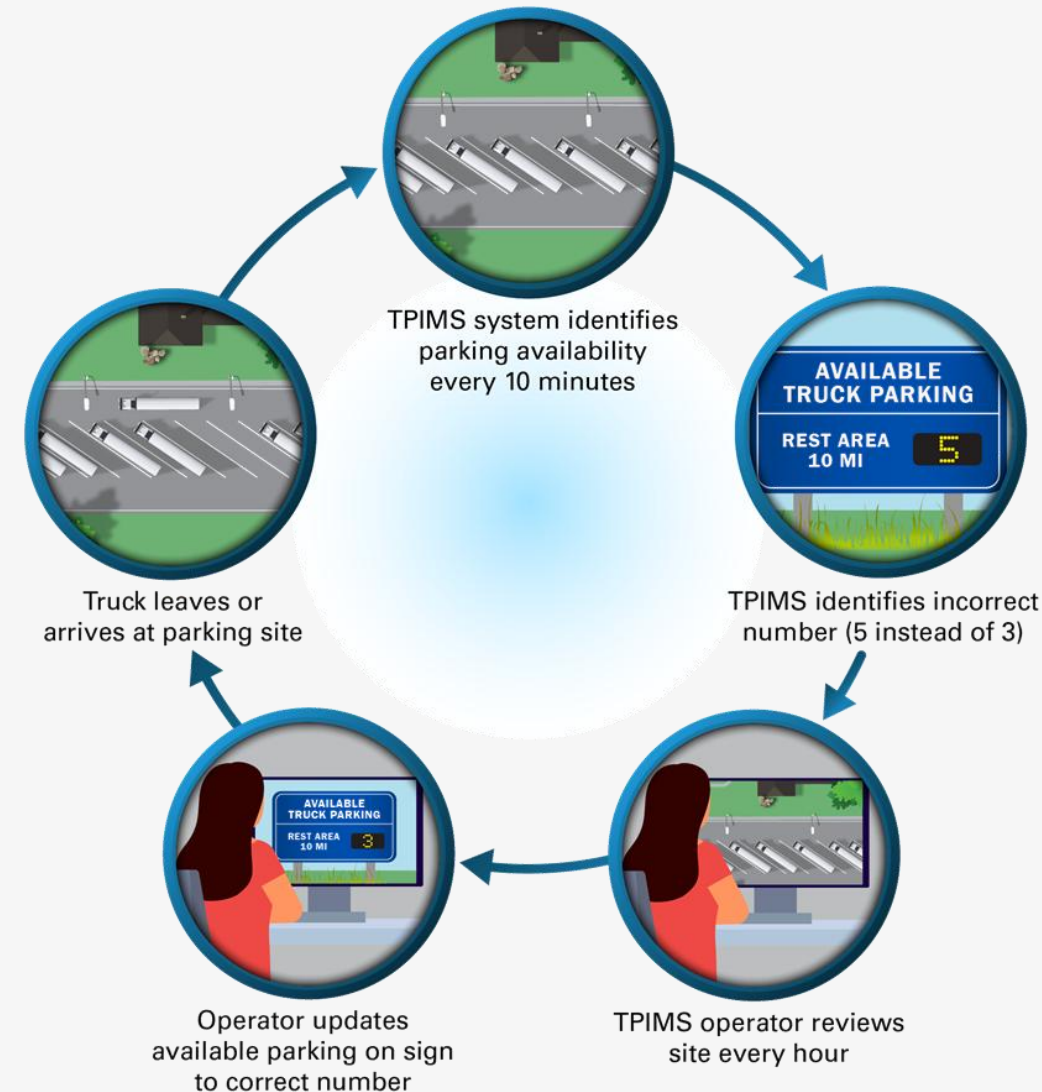 TPIMS system identifies
parking availability
every 10 minutes
AVAILABLE
TRUCK PARKING
REST AREA
10 MI
5
TPIMS identifies incorrect
number (5 instead of 3)
TPIMS operator reviews
site every hour
AVAILABLE
TRUCK PARKING
REST AREA
10 MI
3
Operator updates
available parking on sign
to correct number
Truck leaves or
arrives at parking site